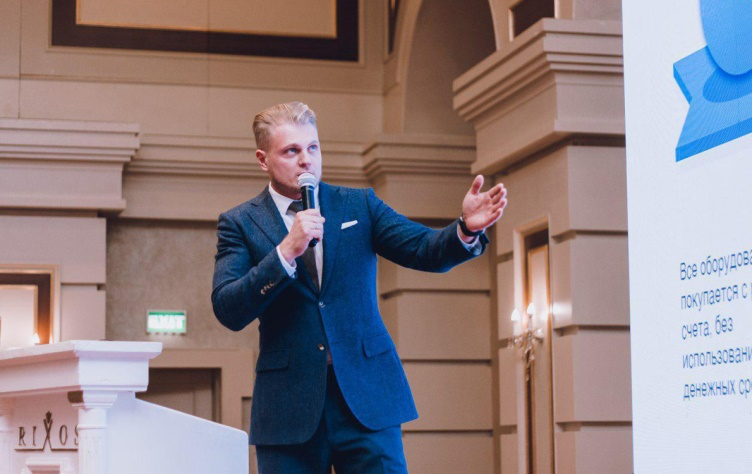 RIXOS
Все оборудова
покупается с
счета, без
использовани
денежных ср